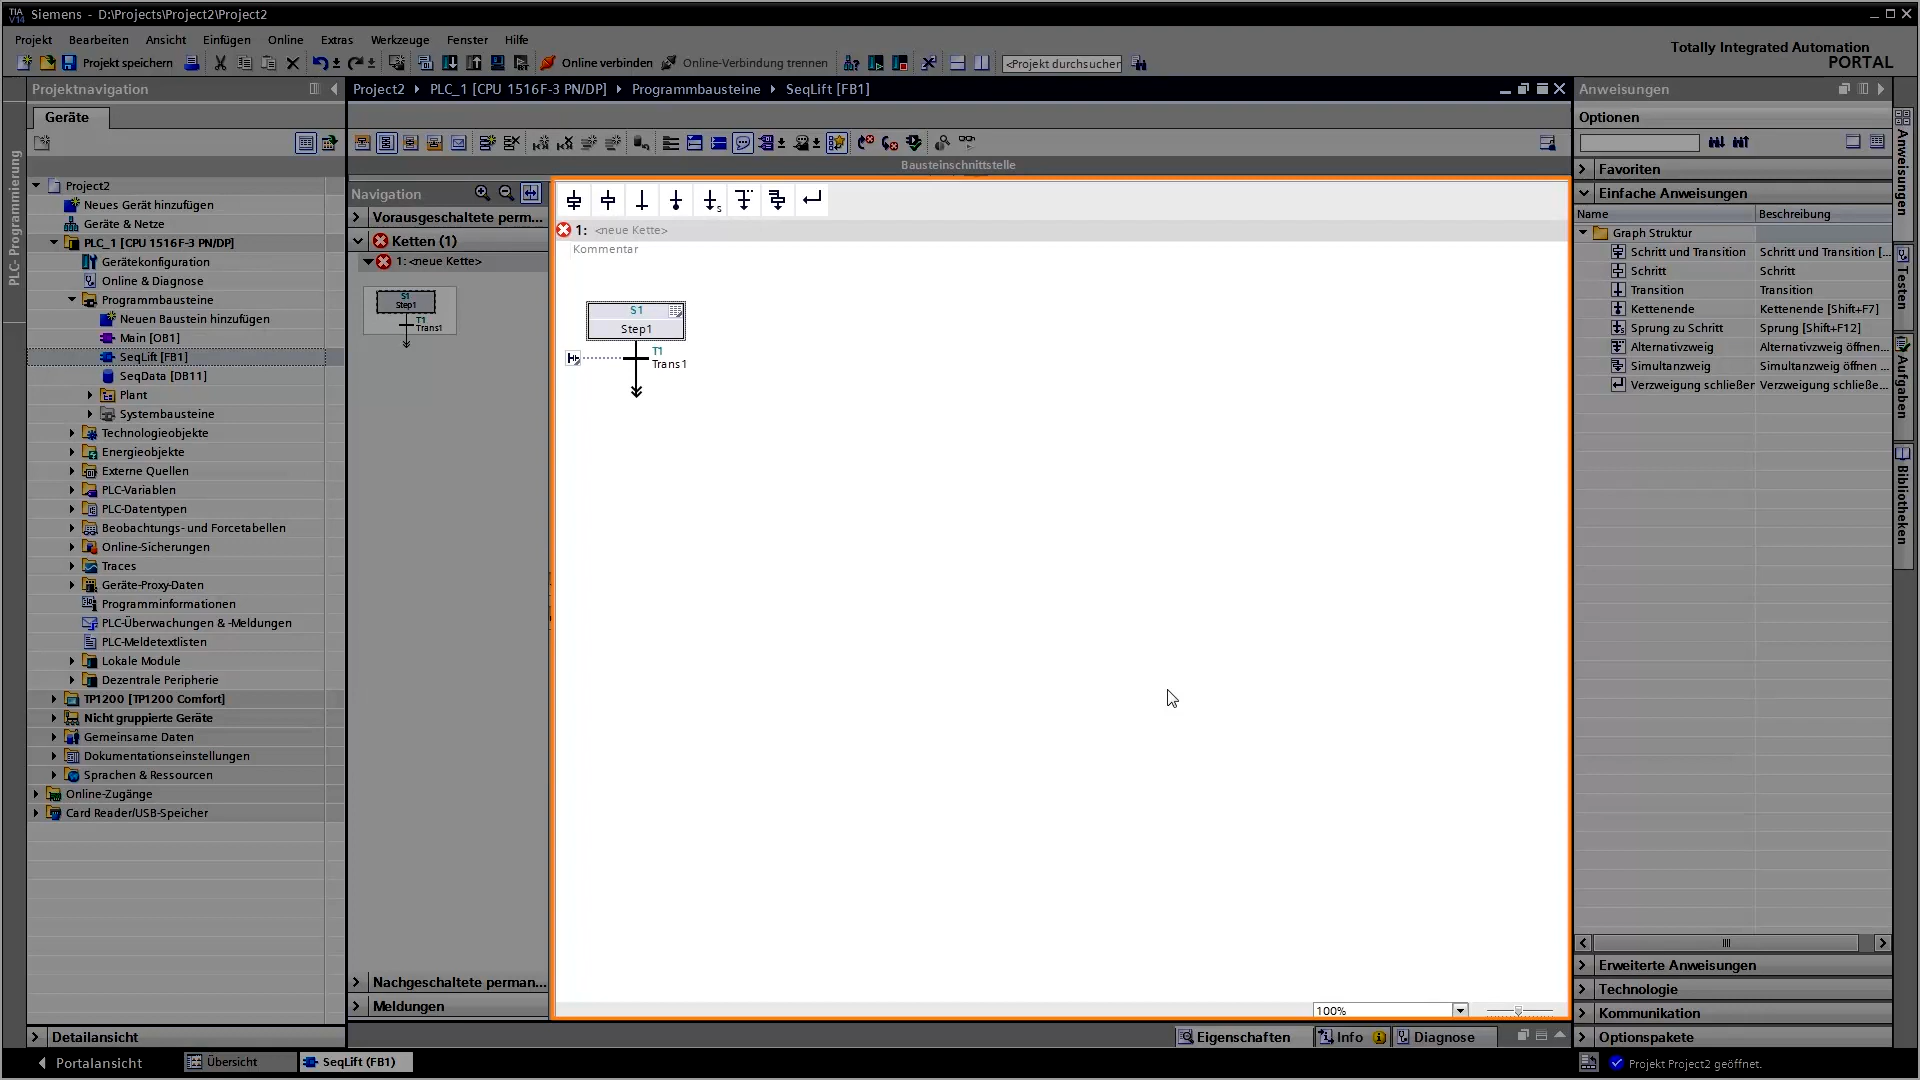 TIA V14 Siemens - D:\Projects\Project2\Project2
Projekt Bearbeiten Ansicht Einfügen Online Extras Werkzeuge Fenster Hilfe
Totally Integrated Automation
PORTAL
Projekt speichern Online verbinden Online-Verbindung trennen <Projekt durchsucher
Projektnavigation
Project2 PLC_1 [CPU 1516F-3 PN/DP] Programmbausteine SeqLift [FB1]
Anweisungen
Geräte
Optionen
Bausteinschnittstelle
PLC-Programmierung
Project2
Neues Gerät hinzufügen
Geräte & Netze
PLC_1 [CPU 1516F-3 PN/DP]
Gerätekonfiguration
Online & Diagnose
Programmbausteine
Neuen Baustein hinzufügen
Main [OB1]
SeqLift [FB1]
SeqData [DB11]
Plant
Systembausteine
Technologieobjekte
Energieobjekte
Externe Quellen
PLC-Variablen
PLC-Datentypen
Beobachtungs- und Forcetabellen
Online-Sicherungen
Traces
Geräte-Proxy-Daten
Programminformationen
PLC-Überwachungen & -Meldungen
PLC-Meldetextlisten
Lokale Module
Dezentrale Peripherie
TP1200 [TP1200 Comfort]
Nicht gruppierte Geräte
Gemeinsame Daten
Dokumentationseinstellungen
Sprachen & Ressourcen
Online-Zugänge
Card Reader/USB-Speicher
Detailansicht
Navigation
Vorausgeschaltete perm...
Ketten (1)
1: <neue Kette>
S1
Step1
T1
Trans1
Nachgeschaltete perman...
Meldungen
1: <neue Kette>
Kommentar
S1
Step1
T1
Trans1
100%
Favoriten
Einfache Anweisungen
Name Beschreibung
Graph Struktur
Schritt und Transition Schritt und Transition [...
Schritt Schritt
Transition Transition
Kettenende Kettenende [Shift+F7]
Sprung zu Schritt Sprung [Shift+F12]
Alternativzweig Alternativzweig öffnen...
Simultanzweig Simultanzweig öffnen ...
Verzweigung schließer Verzweigung schließe...
Erweiterte Anweisungen
Technologie
Kommunikation
Optionspakete
Anweisungen
Testen
Aufgaben
Bibliotheken
Eigenschaften Info Diagnose
Portalansicht Übersicht SeqLift (FB1)
Projekt Project2 geöffnet.